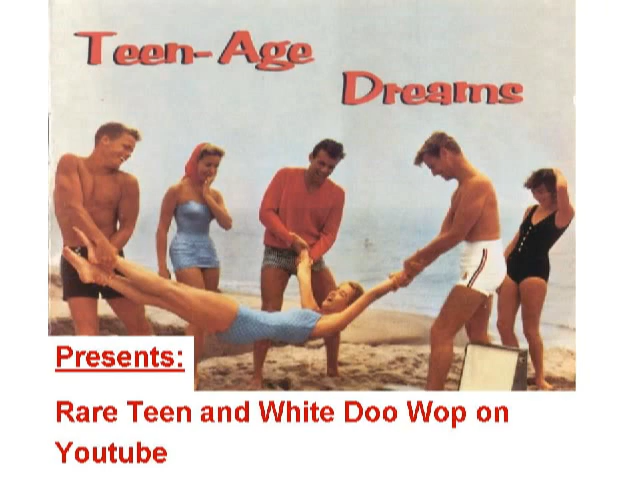 Teen-Age
Dreams
Presents:
Rare Teen and White Doo Wop on
Youtube